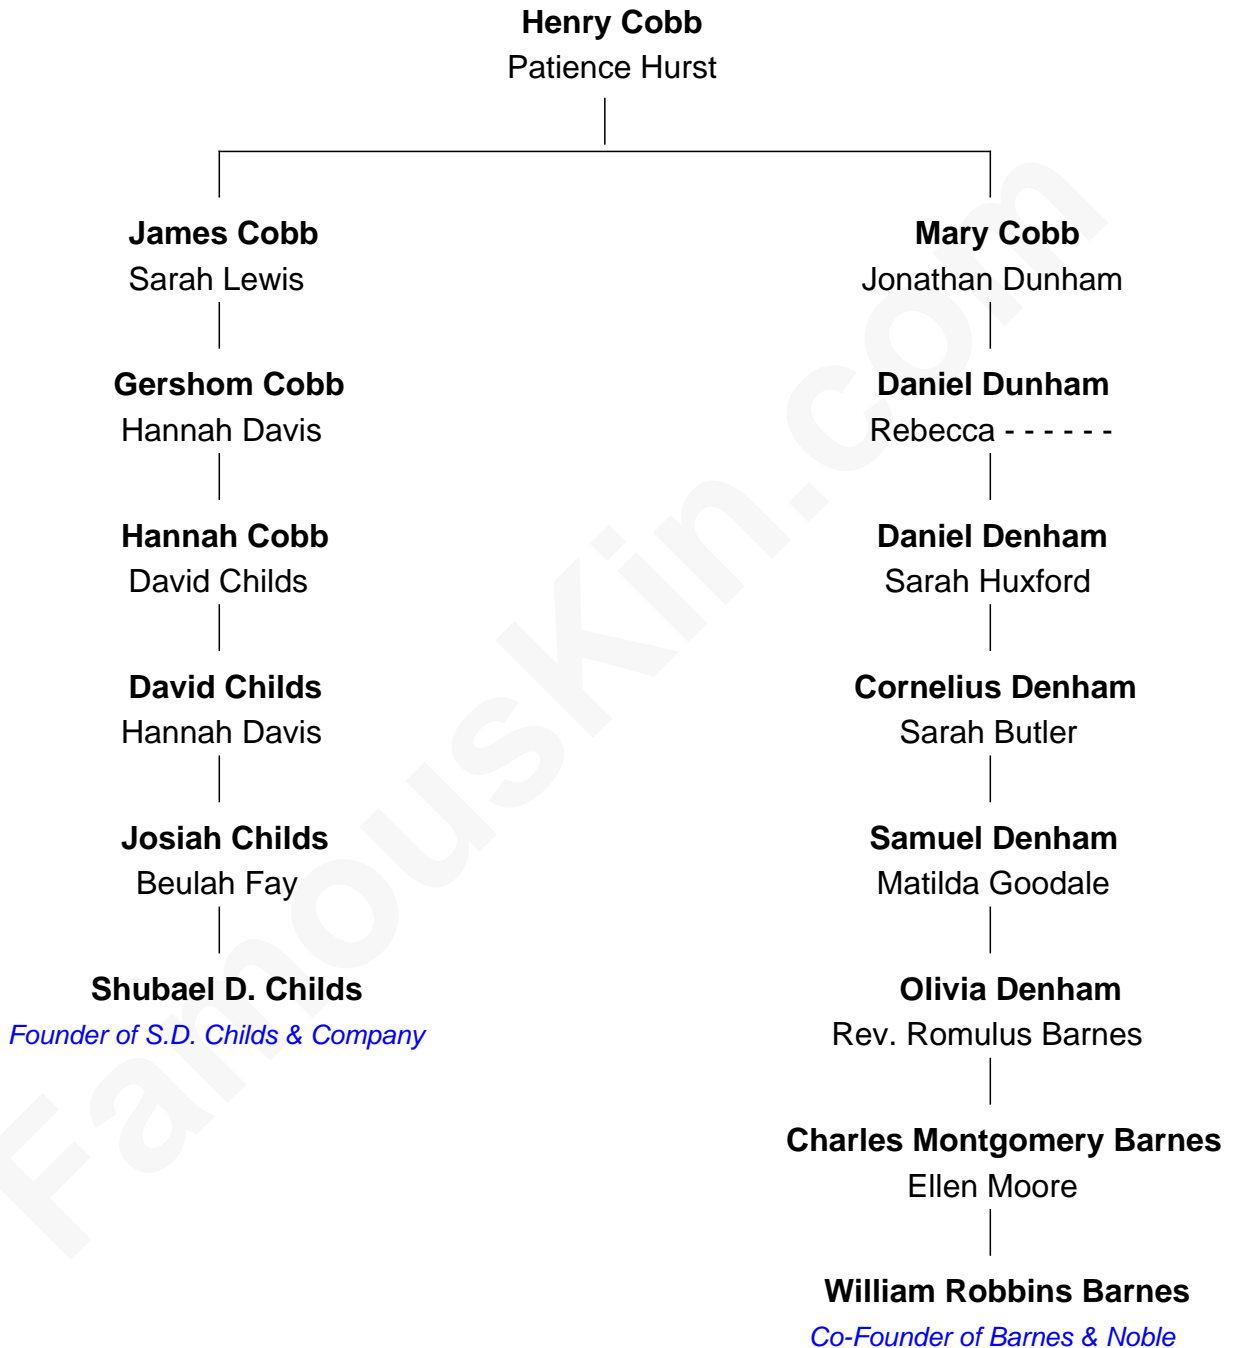 Henry Cobb
Patience Hurst
James Cobb
Sarah Lewis
Mary Cobb
Jonathan Dunham
Gershom Cobb
Hannah Davis
Daniel Dunham
Rebecca - - - - - -
Hannah Cobb
David Childs
Daniel Denham
Sarah Huxford
David Childs
Hannah Davis
Cornelius Denham
Sarah Butler
Josiah Childs
Beulah Fay
Samuel Denham
Matilda Goodale
Shubael D. Childs
Founder of S.D. Childs & Company
Olivia Denham
Rev. Romulus Barnes
Charles Montgomery Barnes
Ellen Moore
William Robbins Barnes
Co-Founder of Barnes & Noble
FamousKin.com